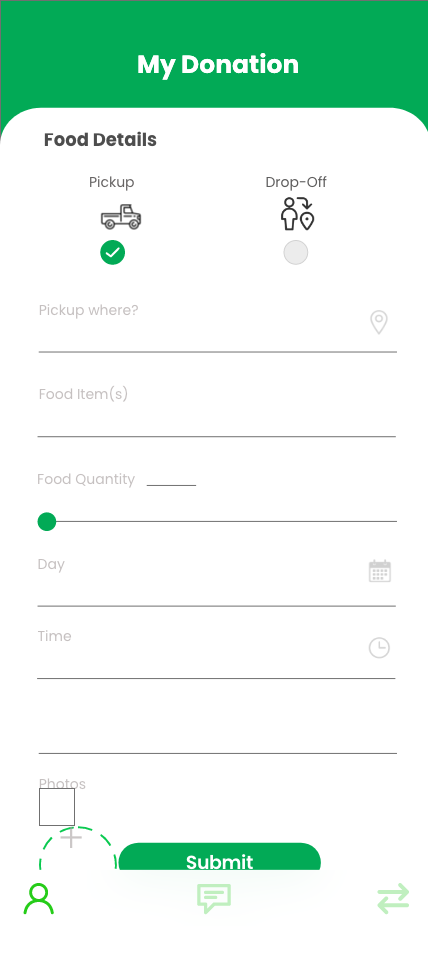 My Donation
Food Details
Pickup
Drop-Off
Pickup where?
Food Item(s)
Food Quantity
Day
Time
Photos
Submit